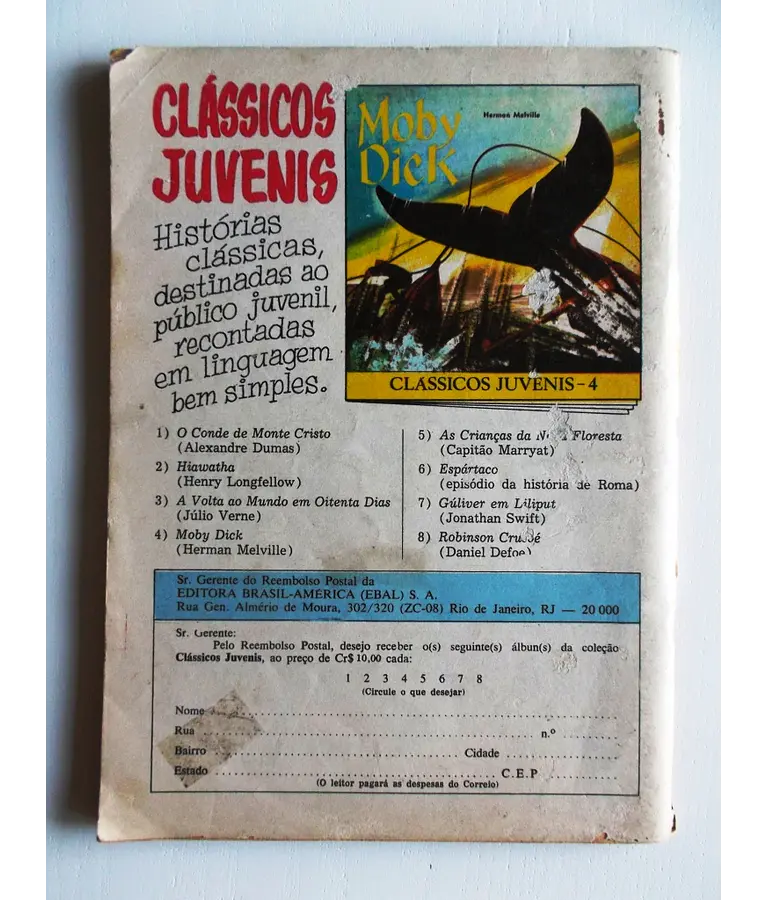 CLÁSSICOS
JUVENIS
Histórias
clássicas,
destinadas ao
público juvenil,
recontadas
em linguagem
bem simples.
Moby
Dick
Herman Melville
CLÁSSICOS JUVENIS - 4
1) O Conde de Monte Cristo
(Alexandre Dumas)
2) Hiawatha
(Henry Longfellow)
3) A Volta ao Mundo em Oitenta Dias
(Júlio Verne)
4) Moby Dick
(Herman Melville)
5) As Crianças da Floresta
(Capitão Marryat)
6) Espártaco
(episódio da história de Roma)
7) Gúliver em Liliput
(Jonathan Swift)
8) Robinson Crusoé
(Daniel Defoe)
Sr. Gerente do Reembolso Postal da
EDITORA BRASIL-AMÉRICA (EBAL) S. A.
Rua Gen. Almério de Moura, 302/320 (ZC-08) Rio de Janeiro, RJ — 20 000
Sr. Gerente:
Pelo Reembolso Postal, desejo receber o(s) seguinte(s) álbun(s) da coleção
Clássicos Juvenis, ao preço de Cr$ 10,00 cada:
1 2 3 4 5 6 7 8
(Circule o que desejar)
Nome
Rua n.º
Bairro Cidade
Estado C.E.P
(O leitor pagará as despesas do Correio)